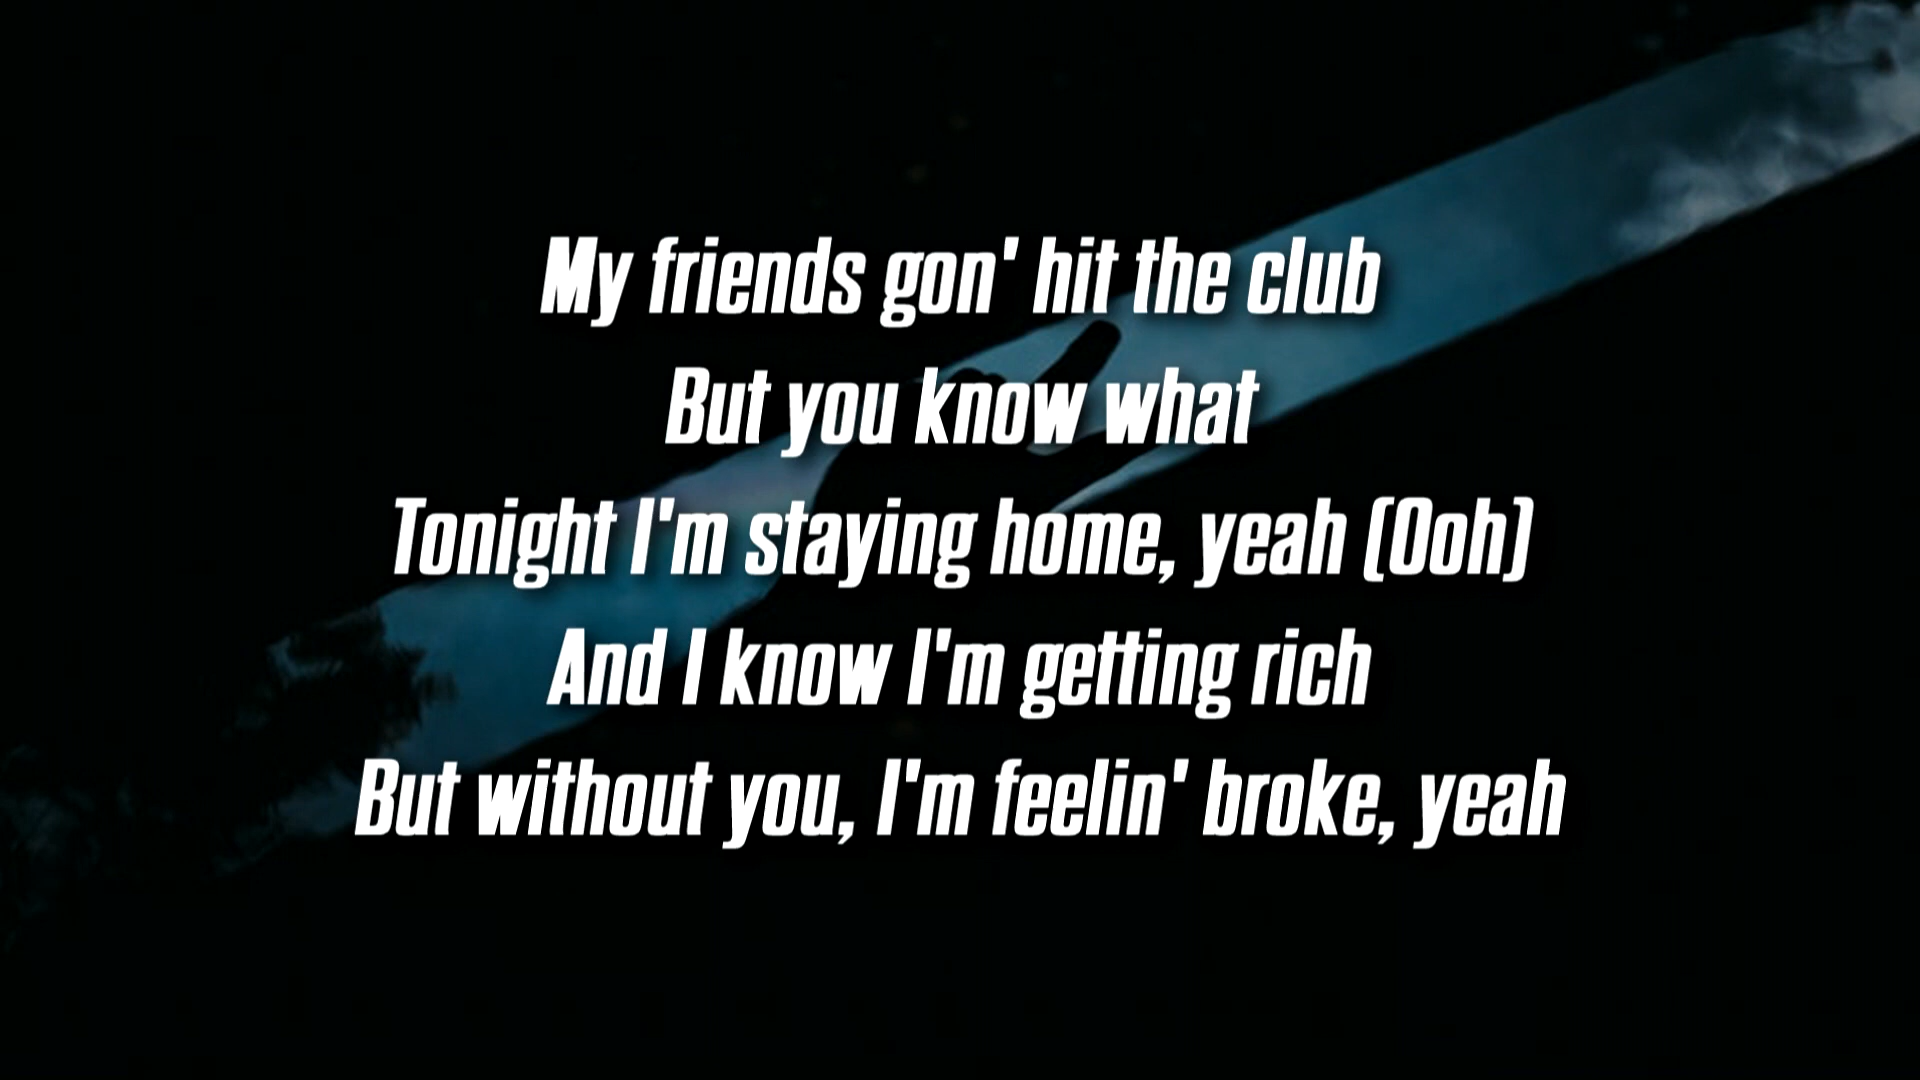 My friends gon' hit the club
But you know what
Tonight I'm staying home, yeah (Ooh)
And I know I'm getting rich
But without you, I'm feelin' broke, yeah